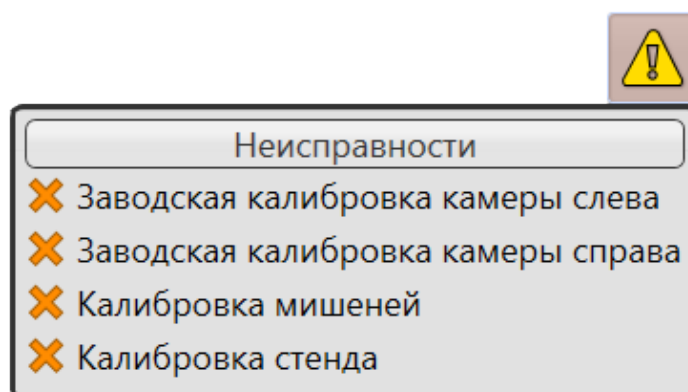 Неисправности
Заводская калибровка камеры слева
Заводская калибровка камеры справа
Калибровка мишеней
Калибровка стенда